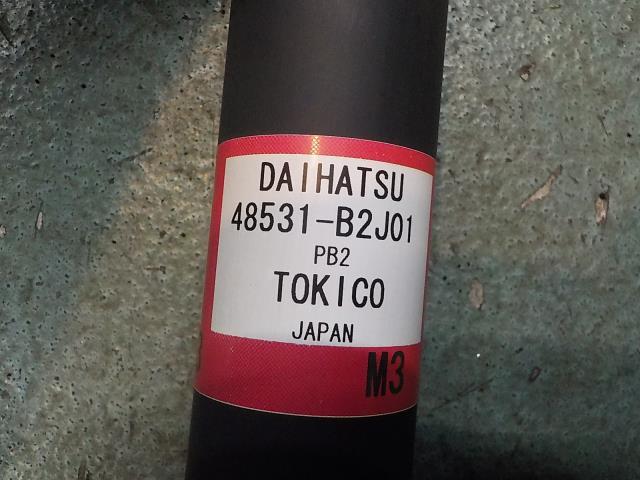 DAIHATSU
48531-B2J01
PB2
TOKICO
JAPAN
M3